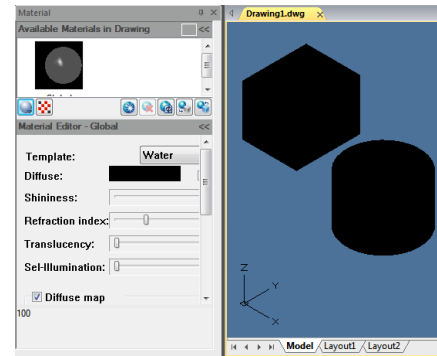 Material
Available Materials in Drawing
<<
Material Editor - Global
<<
Template:
Water
Diffuse:
Shininess:
Refraction index:
Translucency:
Sel-Illumination:
Diffuse map
100
Drawing1.dwg
Z
Y
X
Model
Layout1
Layout2